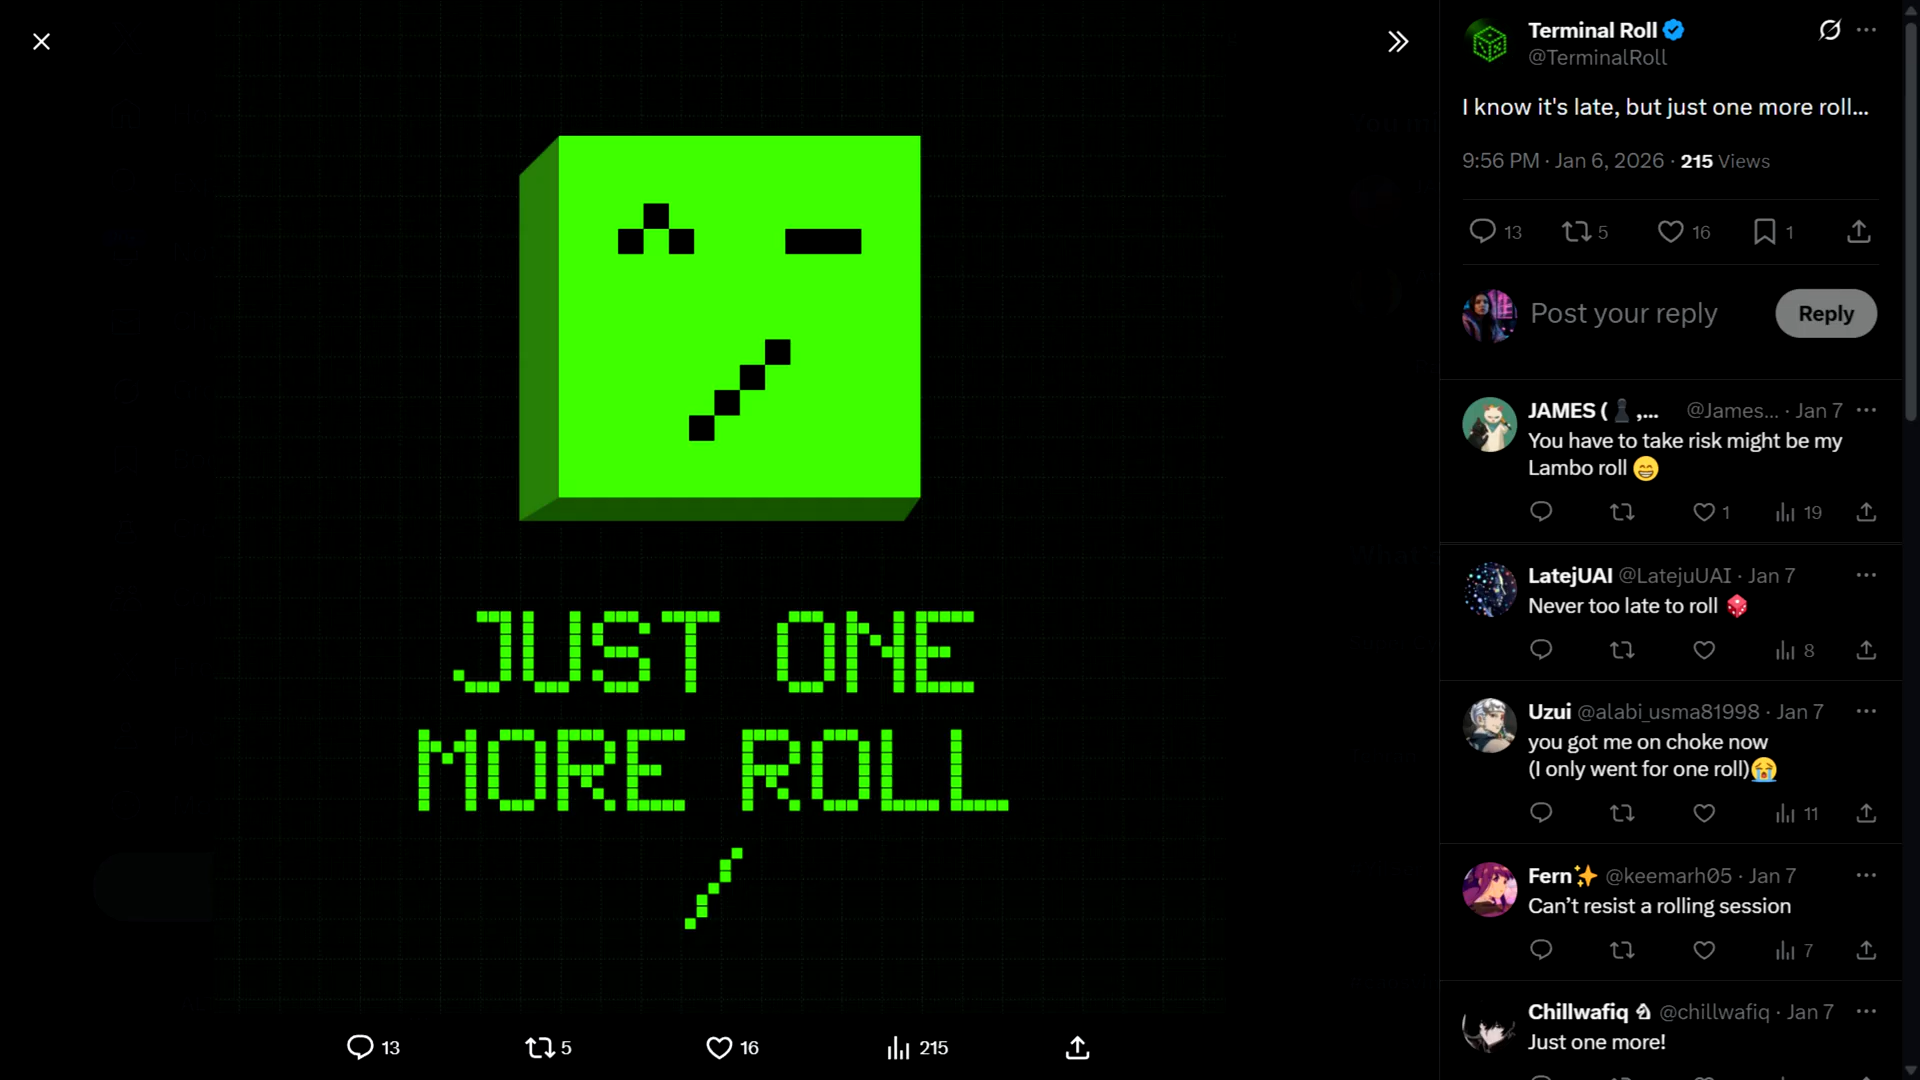 JUST ONE
MORE ROLL
/
13
5
16
215
Terminal Roll
@TerminalRoll
I know it's late, but just one more roll...
9:56 PM · Jan 6, 2026 · 215 Views
13
5
16
1
Post your reply
Reply
JAMES (♟️,... @James... · Jan 7
You have to take risk might be my
Lambo roll 😁
1
19
LatejUAI @LatejuUAI · Jan 7
Never too late to roll 🎲
8
Uzui @alabi_usma81998 · Jan 7
you got me on choke now
(I only went for one roll)😭
11
Fern✨ @keemarh05 · Jan 7
Can't resist a rolling session
7
Chillwafiq @chillwafiq · Jan 7
Just one more!